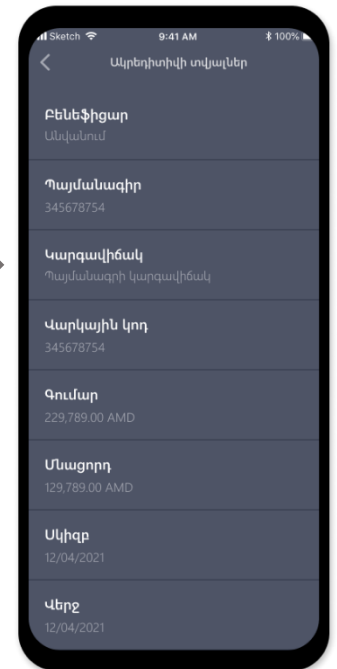 Sketch 9:41 AM 100%
Ակրեդիտիվի տվյալներ
Բենեֆիցար
Անվանում
Պայմանագիր
345678754
Կարգավիճակ
Պայմանագրի կարգավիճակ
Վարկային կոդ
345678754
Գումար
229,789.00 AMD
Մնացորդ
129,789.00 AMD
Սկիզբ
12/04/2021
Վերջ
12/04/2021